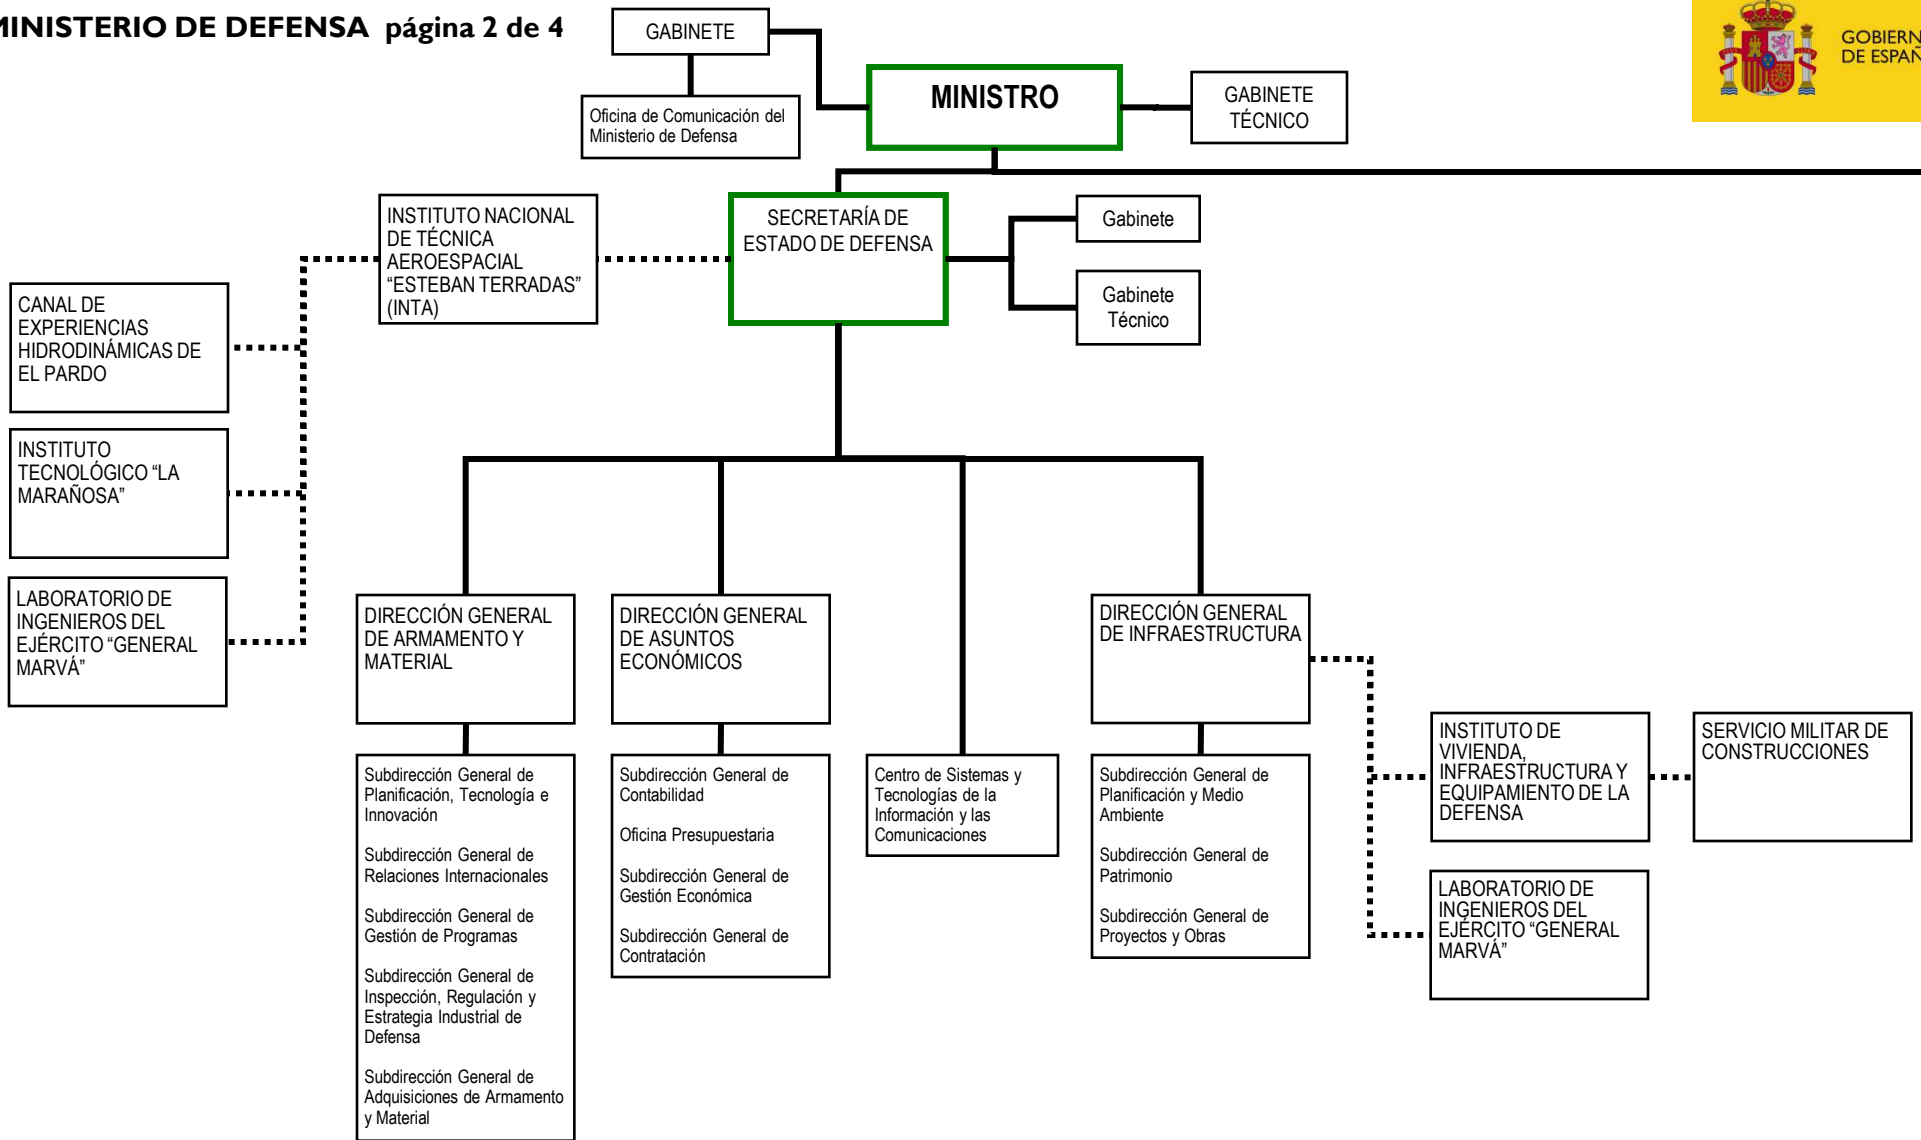 MINISTERIO DE DEFENSA página 2 de 4
GABINETE
GOBIERN
DE ESPAÑ
MINISTRO
GABINETE
TÉCNICO
Oficina de Comunicación del
Ministerio de Defensa
INSTITUTO NACIONAL
DE TÉCNICA
AEROESPACIAL
“ESTEBAN TERRADAS”
(INTA)
SECRETARÍA DE
ESTADO DE DEFENSA
Gabinete
Gabinete
Técnico
CANAL DE
EXPERIENCIAS
HIDRODINÁMICAS DE
EL PARDO
INSTITUTO
TECNOLÓGICO “LA
MARAÑOSA”
LABORATORIO DE
INGENIEROS DEL
EJÉRCITO “GENERAL
MARVÁ”
DIRECCIÓN GENERAL
DE ARMAMENTO Y
MATERIAL
DIRECCIÓN GENERAL
DE ASUNTOS
ECONÓMICOS
DIRECCIÓN GENERAL
DE INFRAESTRUCTURA
Subdirección General de
Planificación, Tecnología e
Innovación
Subdirección General de
Relaciones Internacionales
Subdirección General de
Gestión de Programas
Subdirección General de
Inspección, Regulación y
Estrategia Industrial de
Defensa
Subdirección General de
Adquisiciones de Armamento
y Material
Subdirección General de
Contabilidad
Oficina Presupuestaria
Subdirección General de
Gestión Económica
Subdirección General de
Contratación
Centro de Sistemas y
Tecnologías de la
Información y las
Comunicaciones
Subdirección General de
Planificación y Medio
Ambiente
Subdirección General de
Patrimonio
Subdirección General de
Proyectos y Obras
INSTITUTO DE
VIVIENDA,
INFRAESTRUCTURA Y
EQUIPAMIENTO DE LA
DEFENSA
SERVICIO MILITAR DE
CONSTRUCCIONES
LABORATORIO DE
INGENIEROS DEL
EJÉRCITO “GENERAL
MARVÁ”